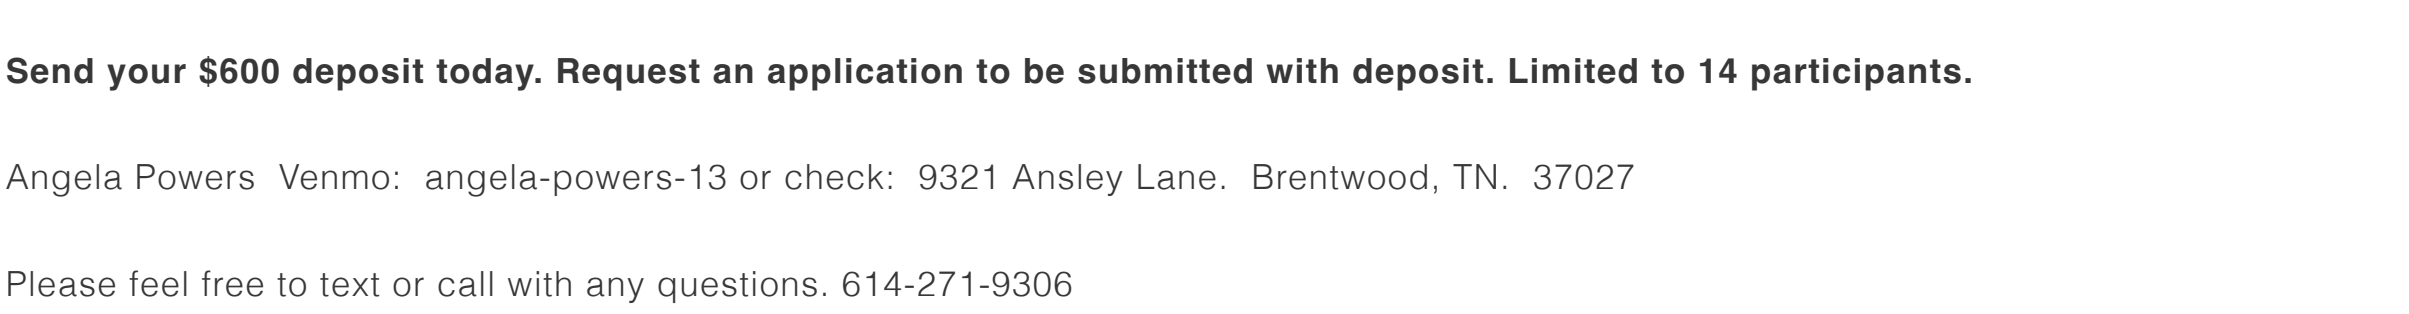 Send your $600 deposit today. Request an application to be submitted with deposit. Limited to 14 participants.
Angela Powers  Venmo:  angela-powers-13 or check:  9321 Ansley Lane.  Brentwood, TN.  37027
Please feel free to text or call with any questions. 614-271-9306